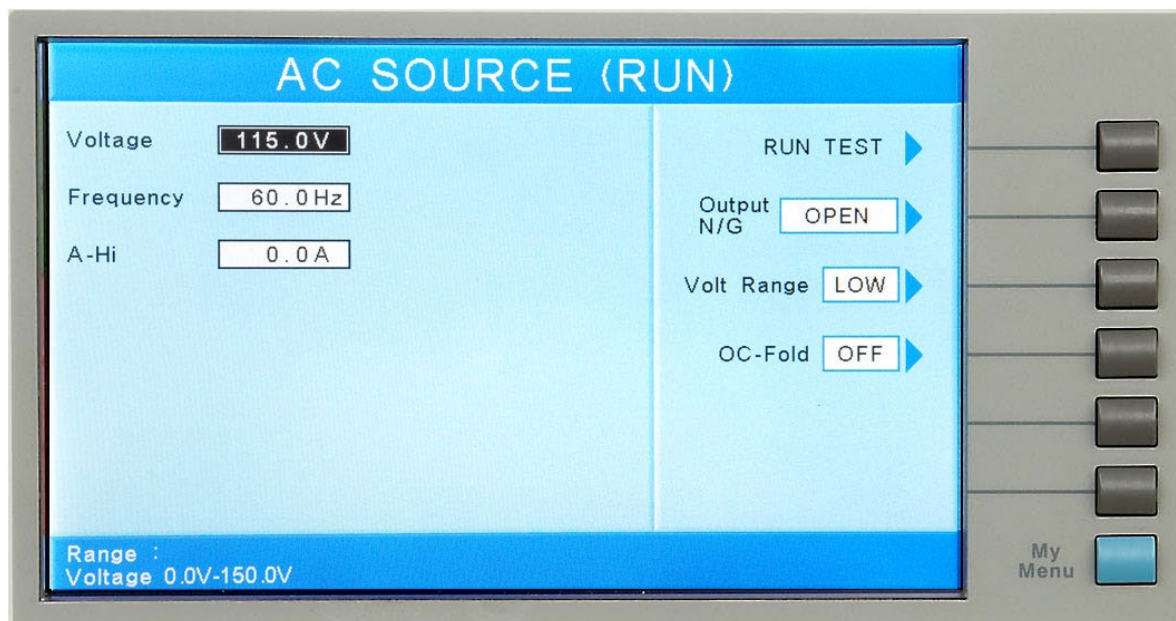 AC SOURCE (RUN)
Voltage 115.0V
Frequency 60.0Hz
A-Hi 0.0A
RUN TEST
Output
N/G OPEN
Volt Range LOW
OC-Fold OFF
Range :
Voltage 0.0V-150.0V
My
Menu